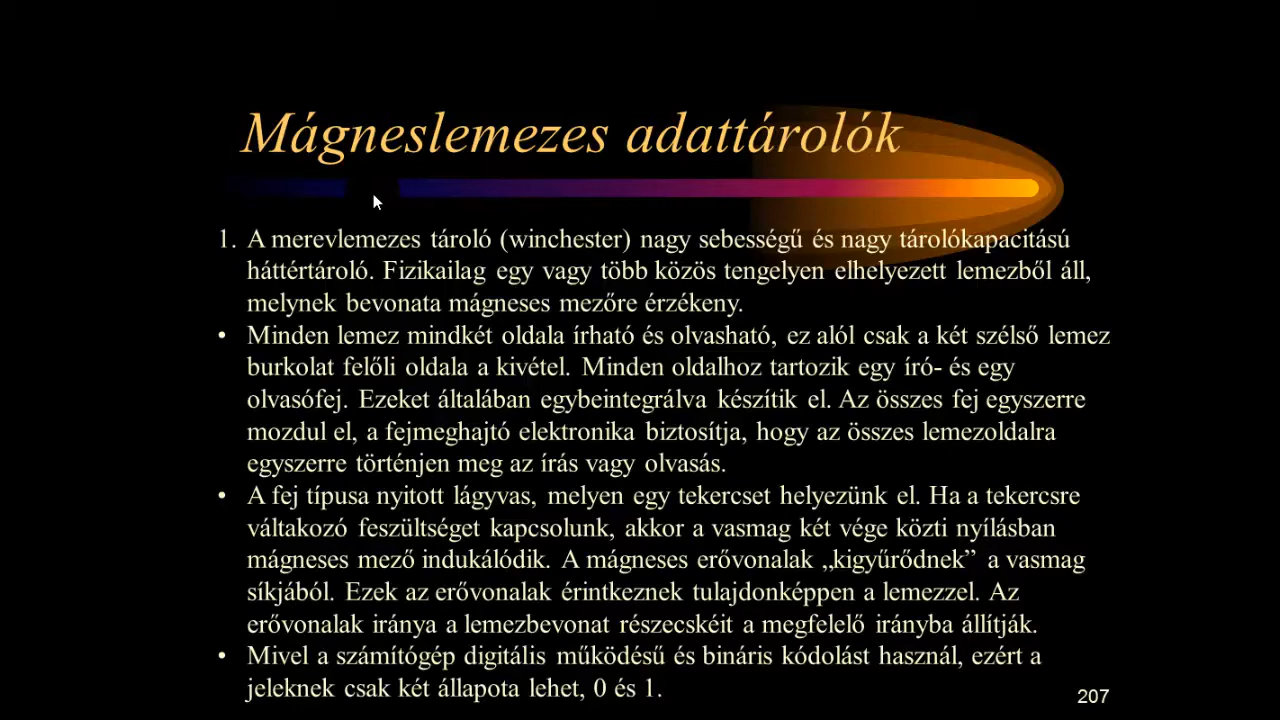 Mágneslemezes adattárolók
1. A merevlemezes tároló (winchester) nagy sebességű és nagy tárolókapacitású
háttértároló. Fizikailag egy vagy több közös tengelyen elhelyezett lemezből áll,
melynek bevonata mágneses mezőre érzékeny.
• Minden lemez mindkét oldala írható és olvasható, ez alól csak a két szélső lemez
burkolat felőli oldala a kivétel. Minden oldalhoz tartozik egy író- és egy
olvasófej. Ezeket általában egybeintegrálva készítik el. Az összes fej egyszerre
mozdul el, a fejmeghajtó elektronika biztosítja, hogy az összes lemezoldalra
egyszerre történjen meg az írás vagy olvasás.
• A fej típusa nyitott lágyvas, melyen egy tekercset helyezünk el. Ha a tekercsre
váltakozó feszültséget kapcsolunk, akkor a vasmag két vége közti nyílásban
mágneses mező indukálódik. A mágneses erővonalak „kigyűrődnek” a vasmag
síkjából. Ezek az erővonalak érintkeznek tulajdonképpen a lemezzel. Az
erővonalak iránya a lemezbevonat részecskéit a megfelelő irányba állítják.
• Mivel a számítógép digitális működésű és bináris kódolást használ, ezért a
jeleknek csak két állapota lehet, 0 és 1.
207